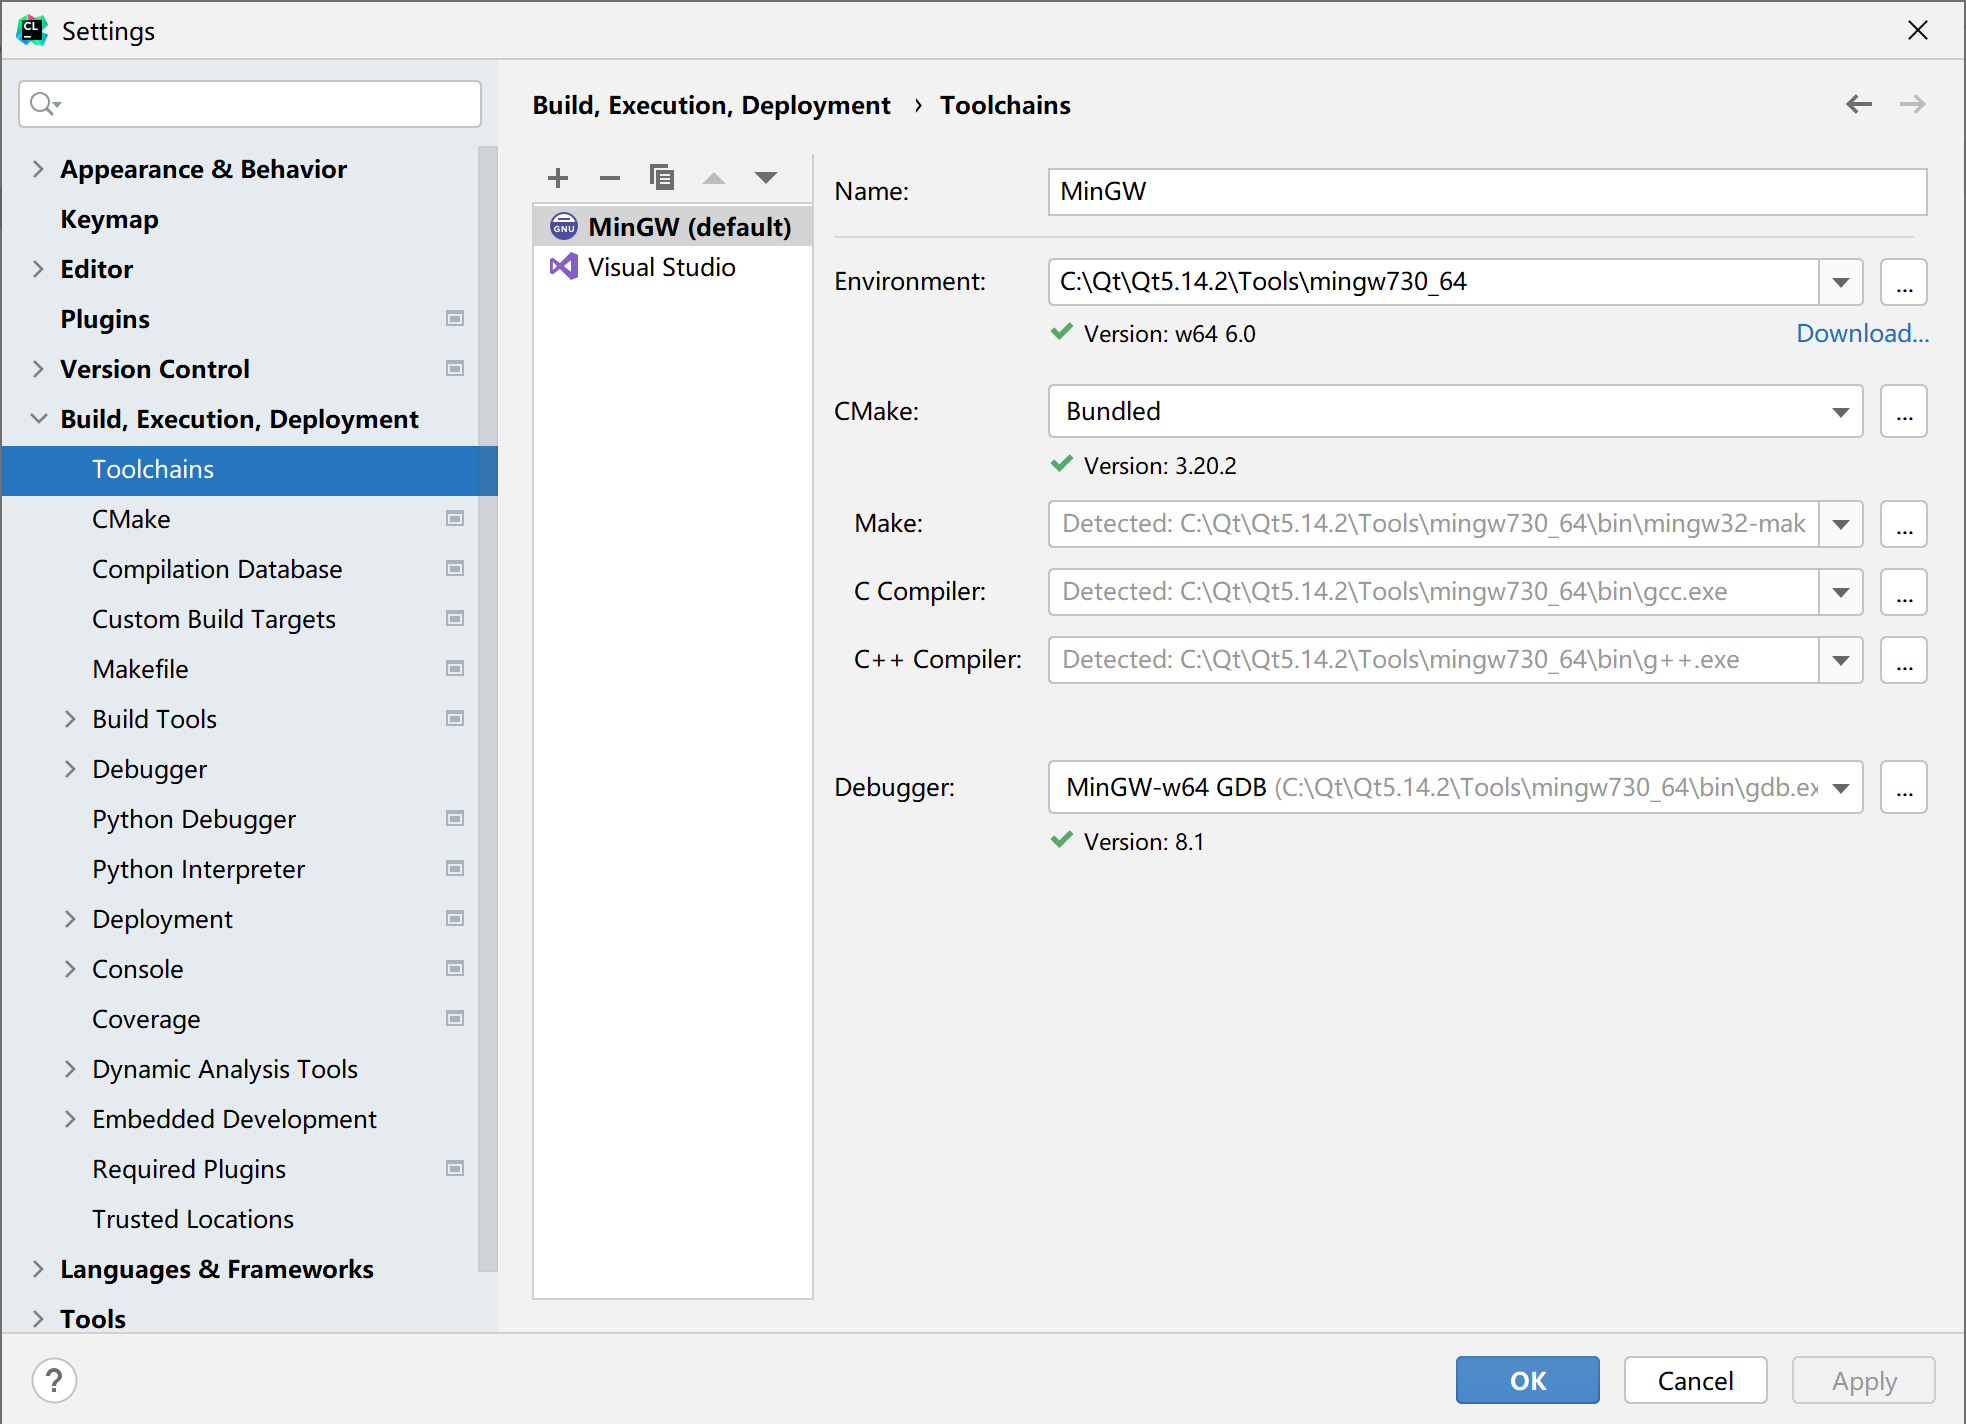 Settings
Appearance & Behavior
Keymap
Editor
Plugins
Version Control
Build, Execution, Deployment
Toolchains
CMake
Compilation Database
Custom Build Targets
Makefile
Build Tools
Debugger
Python Debugger
Python Interpreter
Deployment
Console
Coverage
Dynamic Analysis Tools
Embedded Development
Required Plugins
Trusted Locations
Languages & Frameworks
Tools
Build, Execution, Deployment › Toolchains
MinGW (default)
Visual Studio
Name: MinGW
Environment: C:\Qt\Qt5.14.2\Tools\mingw730_64 ...
Version: w64 6.0 Download...
CMake: Bundled ...
Version: 3.20.2
Make: Detected: C:\Qt\Qt5.14.2\Tools\mingw730_64\bin\mingw32-mak ...
C Compiler: Detected: C:\Qt\Qt5.14.2\Tools\mingw730_64\bin\gcc.exe ...
C++ Compiler: Detected: C:\Qt\Qt5.14.2\Tools\mingw730_64\bin\g++.exe ...
Debugger: MinGW-w64 GDB (C:\Qt\Qt5.14.2\Tools\mingw730_64\bin\gdb.ex ...
Version: 8.1
? OK Cancel Apply